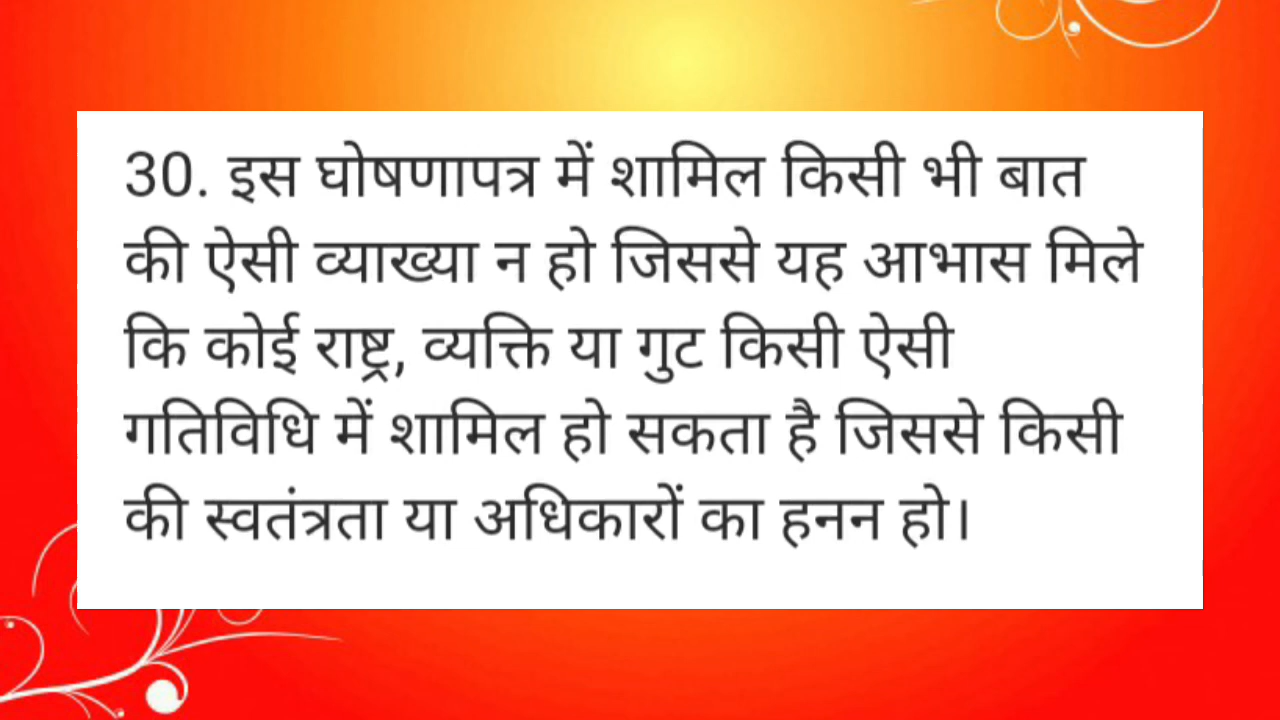 30. इस घोषणापत्र में शामिल किसी भी बात
की ऐसी व्याख्या न हो जिससे यह आभास मिले
कि कोई राष्ट्र, व्यक्ति या गुट किसी ऐसी
गतिविधि में शामिल हो सकता है जिससे किसी
की स्वतंत्रता या अधिकारों का हनन हो।